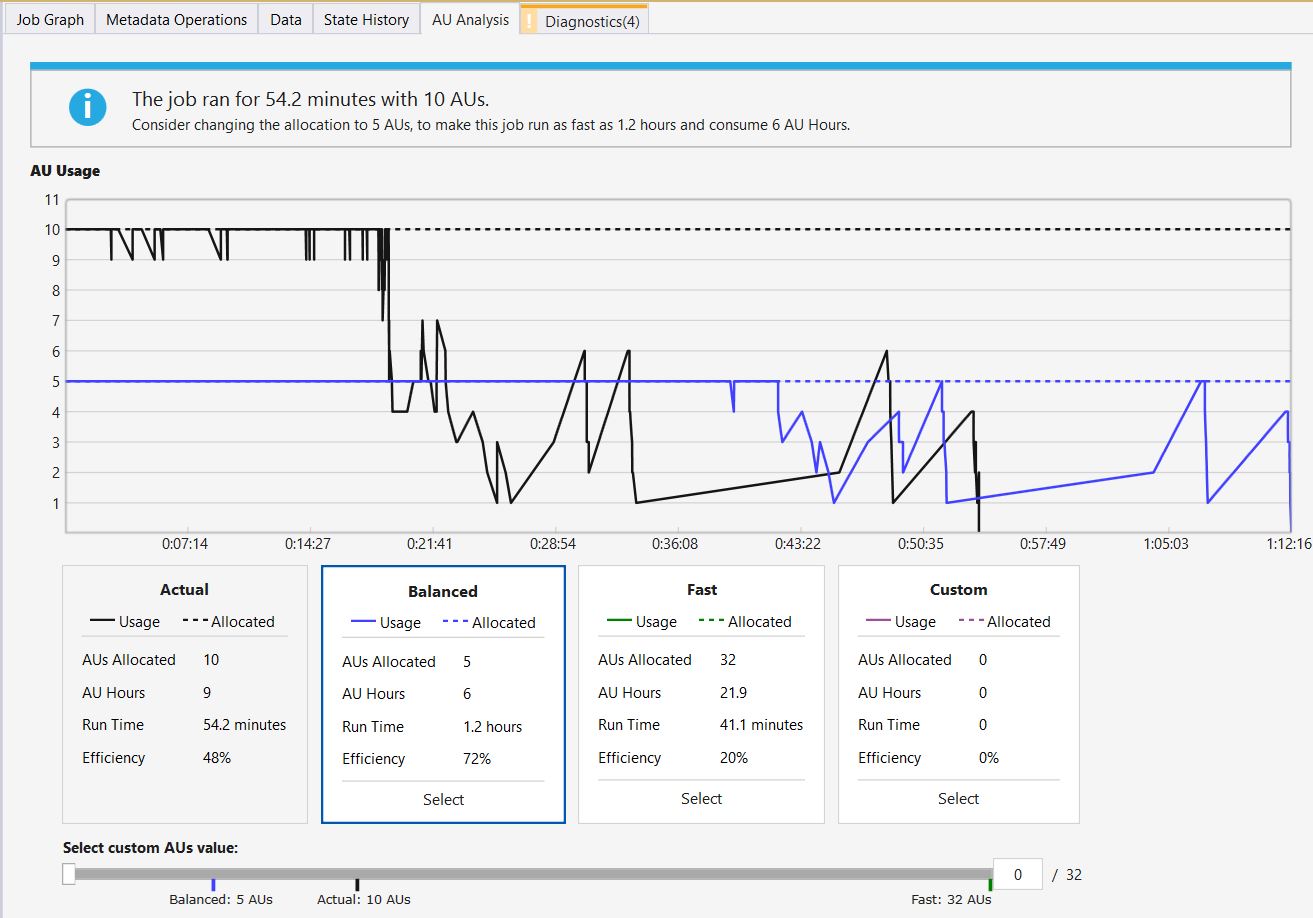 Job Graph Metadata Operations Data State History AU Analysis ! Diagnostics(4)
i
The job ran for 54.2 minutes with 10 AUs.
Consider changing the allocation to 5 AUs, to make this job run as fast as 1.2 hours and consume 6 AU Hours.
AU Usage
11
10
9
8
7
6
5
4
3
2
1
0:07:14 0:14:27 0:21:41 0:28:54 0:36:08 0:43:22 0:50:35 0:57:49 1:05:03 1:12:16
Actual
Usage Allocated
AUs Allocated 10
AU Hours 9
Run Time 54.2 minutes
Efficiency 48%
Balanced
Usage Allocated
AUs Allocated 5
AU Hours 6
Run Time 1.2 hours
Efficiency 72%
Select
Fast
Usage Allocated
AUs Allocated 32
AU Hours 21.9
Run Time 41.1 minutes
Efficiency 20%
Select
Custom
Usage Allocated
AUs Allocated 0
AU Hours 0
Run Time 0
Efficiency 0%
Select
Select custom AUs value:
0 / 32
Balanced: 5 AUs Actual: 10 AUs Fast: 32 AUs